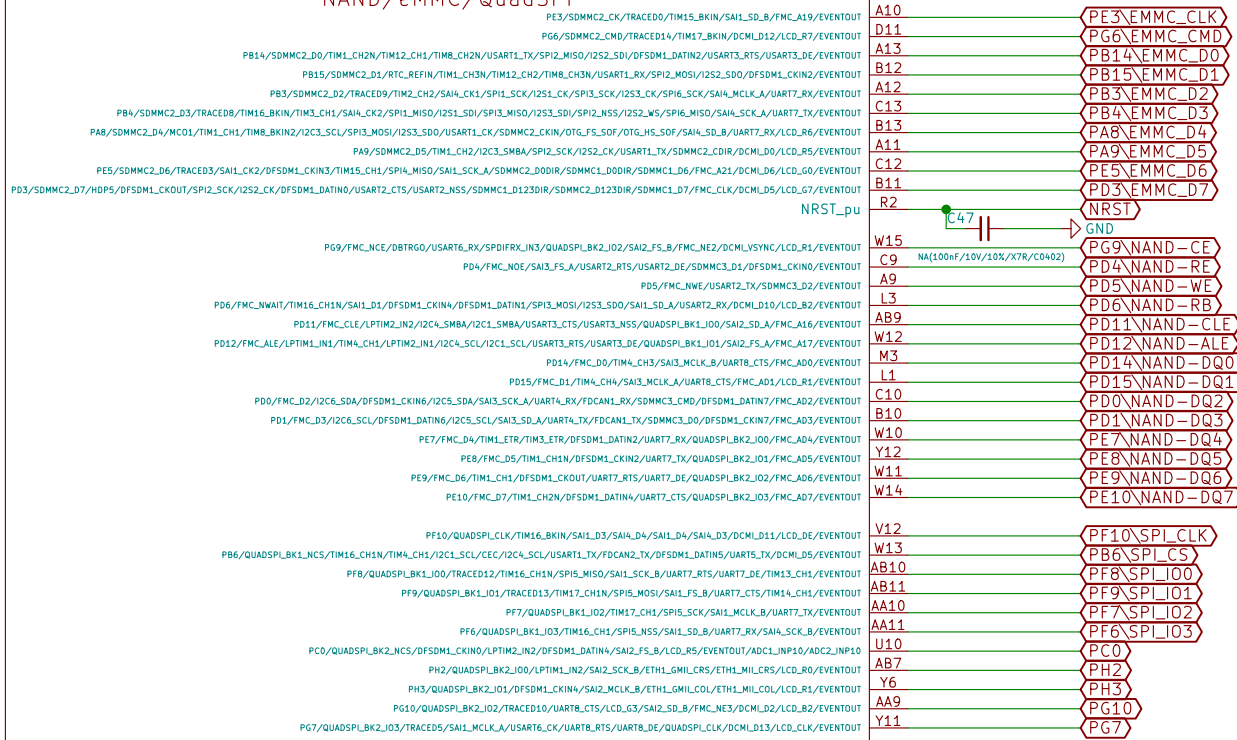 NAND/eMMC/QuadSPI
PE3/SDMMC2_CK/TRACED0/TIM15_BKIN/SAI1_SD_B/FMC_A19/EVENTOUT A10 PE3\EMMC_CLK
PG6/SDMMC2_CMD/TRACED14/TIM17_BKIN/DCMI_D12/LCD_R7/EVENTOUT D11 PG6\EMMC_CMD
PB14/SDMMC2_D0/TIM1_CH2N/TIM12_CH1/TIM8_CH2N/USART1_TX/SPI2_MISO/I2S2_SDI/DFSDM1_DATIN2/USART3_RTS/USART3_DE/EVENTOUT A13 PB14\EMMC_D0
PB15/SDMMC2_D1/RTC_REFIN/TIM1_CH3N/TIM12_CH2/TIM8_CH3N/USART1_RX/SPI2_MOSI/I2S2_SDO/DFSDM1_CKIN2/EVENTOUT B12 PB15\EMMC_D1
PB3/SDMMC2_D2/TRACED9/TIM2_CH2/SAI4_CK1/SPI1_SCK/I2S1_CK/SPI3_SCK/I2S3_CK/SPI6_SCK/SAI4_MCLK_A/UART7_RX/EVENTOUT A12 PB3\EMMC_D2
PB4/SDMMC2_D3/TRACED8/TIM16_BKIN/TIM3_CH1/SAI4_CK2/SPI1_MISO/I2S1_SDI/SPI3_MISO/I2S3_SDI/SPI2_NSS/I2S2_WS/SPI6_MISO/SAI4_SCK_A/UART7_TX/EVENTOUT C13 PB4\EMMC_D3
PA8/SDMMC2_D4/MCO1/TIM1_CH1/TIM8_BKIN2/I2C3_SCL/SPI3_MOSI/I2S3_SDO/USART1_CK/SDMMC2_CKIN/OTG_FS_SOF/OTG_HS_SOF/SAI4_SD_B/UART7_RX/LCD_R6/EVENTOUT B13 PA8\EMMC_D4
PA9/SDMMC2_D5/TIM1_CH2/I2C3_SMBA/SPI2_SCK/I2S2_CK/USART1_TX/SDMMC2_CDIR/DCMI_D0/LCD_R5/EVENTOUT A11 PA9\EMMC_D5
PE5/SDMMC2_D6/TRACED3/SAI1_CK2/DFSDM1_CKIN3/TIM15_CH1/SPI4_MISO/SAI1_SCK_A/SDMMC2_D0DIR/SDMMC1_D0DIR/SDMMC1_D6/FMC_A21/DCMI_D6/LCD_G0/EVENTOUT C12 PE5\EMMC_D6
PD3/SDMMC2_D7/HDP5/DFSDM1_CKOUT/SPI2_SCK/I2S2_CK/DFSDM1_DATIN0/USART2_CTS/USART2_NSS/SDMMC1_D123DIR/SDMMC2_D123DIR/SDMMC1_D7/FMC_CLK/DCMI_D5/LCD_G7/EVENTOUT B11 PD3\EMMC_D7
NRST_pu R2 NRST
C47 GND
PG9/FMC_NCE/DBTRGO/USART6_RX/SPDIFRX_IN3/QUADSPI_BK2_IO2/SAI2_FS_B/FMC_NE2/DCMI_VSYNC/LCD_R1/EVENTOUT W15 PG9\NAND-CE
NA(100nF/10V/10%/X7R/C0402)
PD4/FMC_NOE/SAI3_FS_A/USART2_RTS/USART2_DE/SDMMC3_D1/DFSDM1_CKIN0/EVENTOUT C9 PD4\NAND-RE
PD5/FMC_NWE/USART2_TX/SDMMC3_D2/EVENTOUT A9 PD5\NAND-WE
PD6/FMC_NWAIT/TIM16_CH1N/SAI1_D1/DFSDM1_CKIN4/DFSDM1_DATIN1/SPI3_MOSI/I2S3_SDO/SAI1_SD_A/USART2_RX/DCMI_D10/LCD_B2/EVENTOUT L3 PD6\NAND-RB
PD11/FMC_CLE/LPTIM2_IN2/I2C4_SMBA/I2C1_SMBA/USART3_CTS/USART3_NSS/QUADSPI_BK1_IO0/SAI2_SD_A/FMC_A16/EVENTOUT AB9 PD11\NAND-CLE
PD12/FMC_ALE/LPTIM1_IN1/TIM4_CH1/LPTIM2_IN1/I2C4_SCL/I2C1_SCL/USART3_RTS/USART3_DE/QUADSPI_BK1_IO1/SAI2_FS_A/FMC_A17/EVENTOUT W12 PD12\NAND-ALE
PD14/FMC_D0/TIM4_CH3/SAI3_MCLK_B/UART8_CTS/FMC_AD0/EVENTOUT M3 PD14\NAND-DQ0
PD15/FMC_D1/TIM4_CH4/SAI3_MCLK_A/UART8_CTS/FMC_AD1/LCD_R1/EVENTOUT L1 PD15\NAND-DQ1
PD0/FMC_D2/I2C6_SDA/DFSDM1_CKIN6/I2C5_SDA/SAI3_SCK_A/UART4_RX/FDCAN1_RX/SDMMC3_CMD/DFSDM1_DATIN7/FMC_AD2/EVENTOUT C10 PD0\NAND-DQ2
PD1/FMC_D3/I2C6_SCL/DFSDM1_DATIN6/I2C5_SCL/SAI3_SD_A/UART4_TX/FDCAN1_TX/SDMMC3_D0/DFSDM1_CKIN7/FMC_AD3/EVENTOUT B10 PD1\NAND-DQ3
PE7/FMC_D4/TIM1_ETR/TIM3_ETR/DFSDM1_DATIN2/UART7_RX/QUADSPI_BK2_IO0/FMC_AD4/EVENTOUT W10 PE7\NAND-DQ4
PE8/FMC_D5/TIM1_CH1N/DFSDM1_CKIN2/UART7_TX/QUADSPI_BK2_IO1/FMC_AD5/EVENTOUT Y12 PE8\NAND-DQ5
PE9/FMC_D6/TIM1_CH1/DFSDM1_CKOUT/UART7_RTS/UART7_DE/QUADSPI_BK2_IO2/FMC_AD6/EVENTOUT W11 PE9\NAND-DQ6
PE10/FMC_D7/TIM1_CH2N/DFSDM1_DATIN4/UART7_CTS/QUADSPI_BK2_IO3/FMC_AD7/EVENTOUT W14 PE10\NAND-DQ7
PF10/QUADSPI_CLK/TIM16_BKIN/SAI1_D3/SAI4_D4/SAI1_D4/SAI4_D3/DCMI_D11/LCD_DE/EVENTOUT V12 PF10\SPI_CLK
PB6/QUADSPI_BK1_NCS/TIM16_CH1N/TIM4_CH1/I2C1_SCL/CEC/I2C4_SCL/USART1_TX/FDCAN2_TX/DFSDM1_DATIN5/UART5_TX/DCMI_D5/EVENTOUT W13 PB6\SPI_CS
PF8/QUADSPI_BK1_IO0/TRACED12/TIM16_CH1N/SPI5_MISO/SAI1_SCK_B/UART7_RTS/UART7_DE/TIM13_CH1/EVENTOUT AB10 PF8\SPI_IO0
PF9/QUADSPI_BK1_IO1/TRACED13/TIM17_CH1N/SPI5_MOSI/SAI1_FS_B/UART7_CTS/TIM14_CH1/EVENTOUT AB11 PF9\SPI_IO1
PF7/QUADSPI_BK1_IO2/TIM17_CH1/SPI5_SCK/SAI1_MCLK_B/UART7_TX/EVENTOUT AA10 PF7\SPI_IO2
PF6/QUADSPI_BK1_IO3/TIM16_CH1/SPI5_NSS/SAI1_SD_B/UART7_RX/SAI4_SCK_B/EVENTOUT AA11 PF6\SPI_IO3
PC0/QUADSPI_BK2_NCS/DFSDM1_CKIN0/LPTIM2_IN2/DFSDM1_DATIN4/SAI2_FS_B/LCD_R5/EVENTOUT/ADC1_INP10/ADC2_INP10 U10 PC0
PH2/QUADSPI_BK2_IO0/LPTIM1_IN2/SAI2_SCK_B/ETH1_GMII_CRS/ETH1_MII_CRS/LCD_R0/EVENTOUT AB7 PH2
PH3/QUADSPI_BK2_IO1/DFSDM1_CKIN4/SAI2_MCLK_B/ETH1_GMII_COL/ETH1_MII_COL/LCD_R1/EVENTOUT Y6 PH3
PG10/QUADSPI_BK2_IO2/TRACED10/UART8_CTS/LCD_G3/SAI2_SD_B/FMC_NE3/DCMI_D2/LCD_B2/EVENTOUT AA9 PG10
PG7/QUADSPI_BK2_IO3/TRACED5/SAI1_MCLK_A/USART6_CK/UART8_RTS/UART8_DE/QUADSPI_CLK/DCMI_D13/LCD_CLK/EVENTOUT Y11 PG7